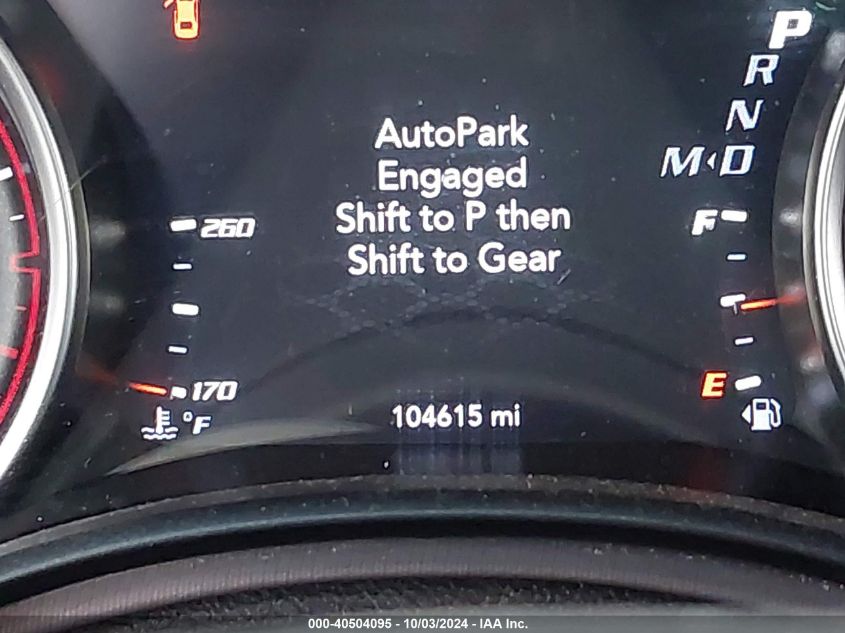 P
R
N
M D
AutoPark
Engaged
Shift to P then
Shift to Gear
260
F
170
E
°F
104615 mi
000-40504095 - 10/03/2024 - IAA Inc.